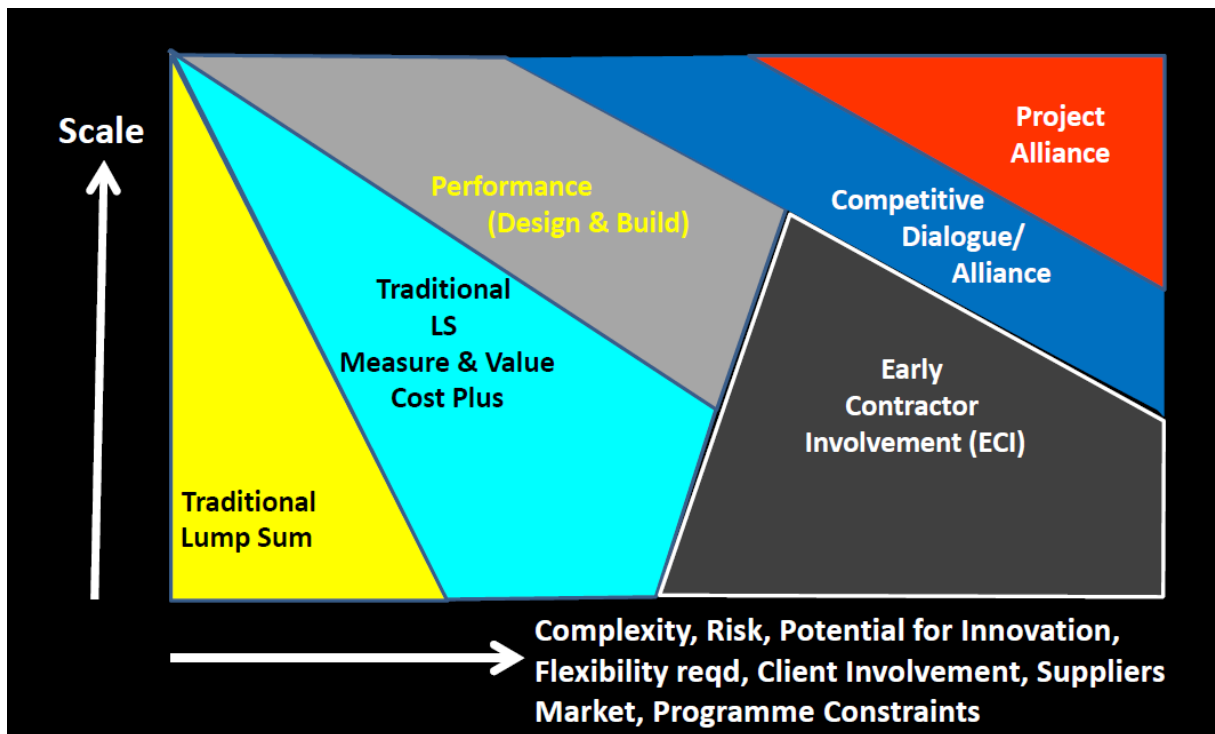 Scale
Project
Alliance
Performance
(Design & Build)
Competitive
Dialogue/
Alliance
Traditional
LS
Measure & Value
Cost Plus
Early
Contractor
Involvement (ECI)
Traditional
Lump Sum
Complexity, Risk, Potential for Innovation,
Flexibility reqd, Client Involvement, Suppliers
Market, Programme Constraints